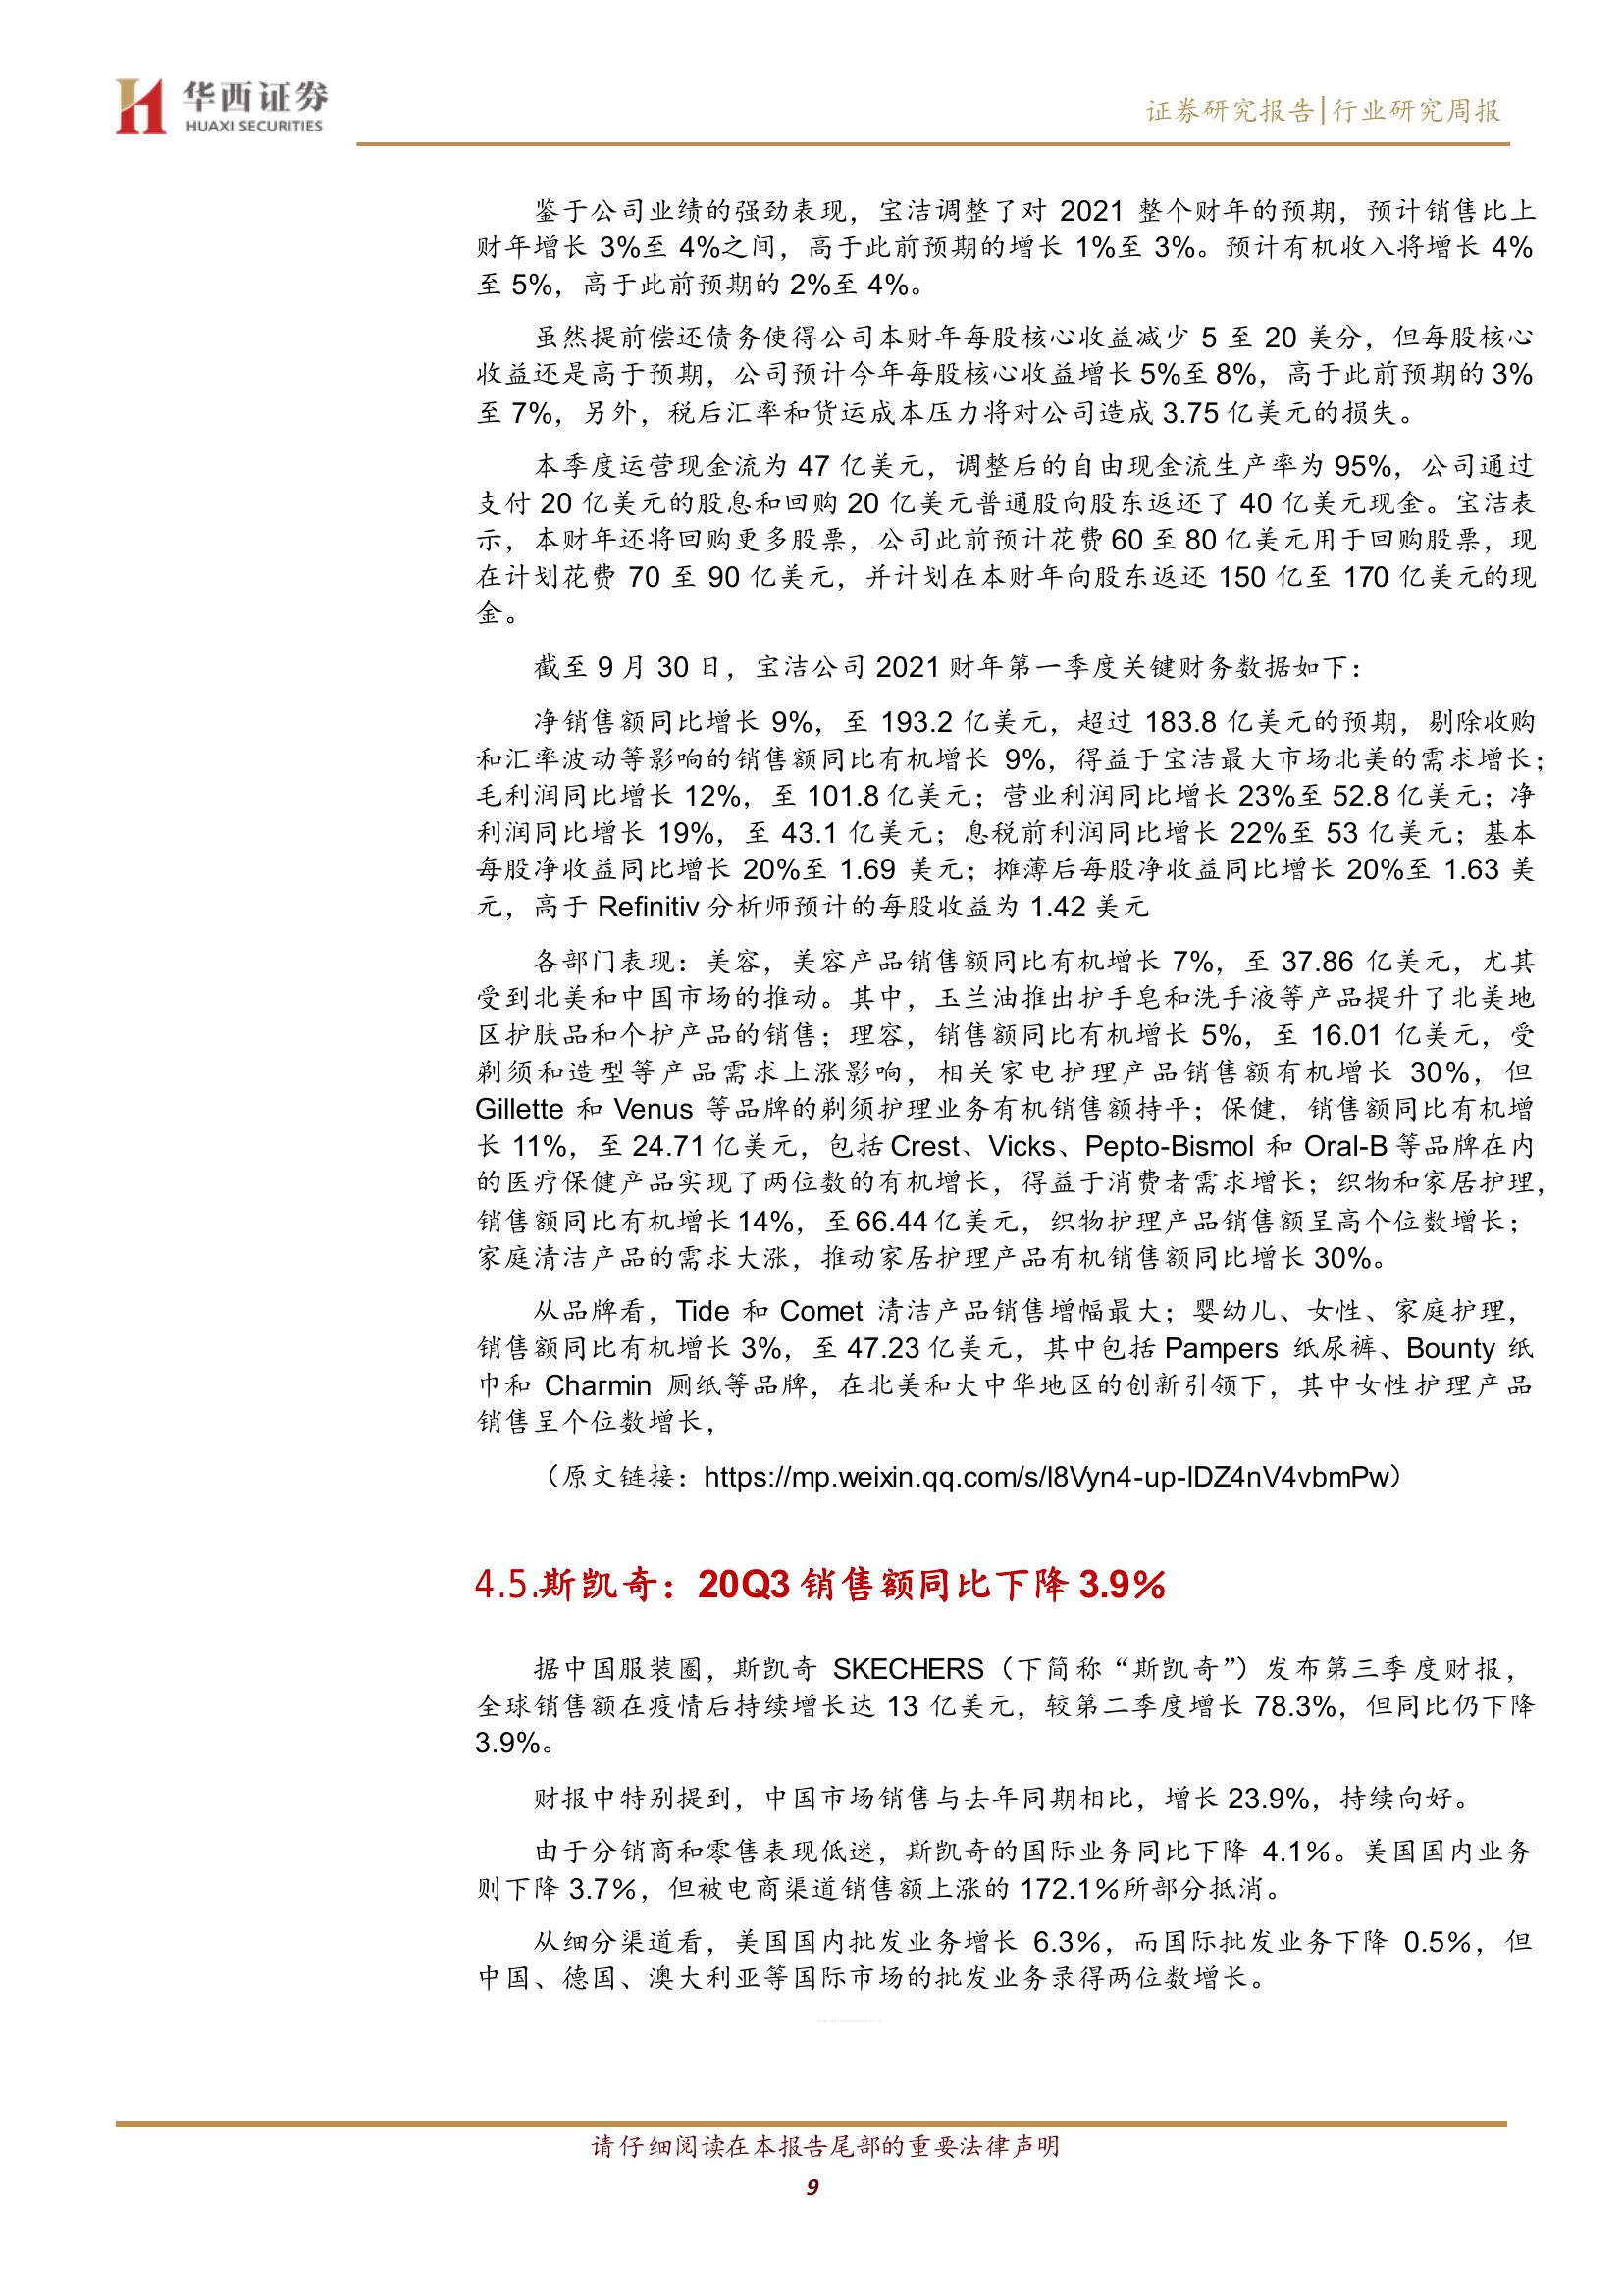 华西证券
HUAXI SECURITIES
证券研究报告|行业研究周报
鉴于公司业绩的强劲表现，宝洁调整了对 2021 整个财年的预期，预计销售比上
财年增长 3%至 4%之间，高于此前预期的增长 1%至 3%。预计有机收入将增长 4%
至 5%，高于此前预期的 2%至 4%。
虽然提前偿还债务使得公司本财年每股核心收益减少 5 至 20 美分，但每股核心
收益还是高于预期，公司预计今年每股核心收益增长 5%至 8%，高于此前预期的 3%
至 7%，另外，税后汇率和货运成本压力将对公司造成 3.75 亿美元的损失。
本季度运营现金流为 47 亿美元，调整后的自由现金流生产率为 95%，公司通过
支付 20 亿美元的股息和回购 20 亿美元普通股向股东返还了 40 亿美元现金。宝洁表
示，本财年还将回购更多股票，公司此前预计花费 60 至 80 亿美元用于回购股票，现
在计划花费 70 至 90 亿美元，并计划在本财年向股东返还 150 亿至 170 亿美元的现
金。
截至 9 月 30 日，宝洁公司 2021 财年第一季度关键财务数据如下：
净销售额同比增长 9%，至 193.2 亿美元，超过 183.8 亿美元的预期，剔除收购
和汇率波动等影响的销售额同比有机增长 9%，得益于宝洁最大市场北美的需求增长；
毛利润同比增长 12%，至 101.8 亿美元；营业利润同比增长 23%至 52.8 亿美元；净
利润同比增长 19%，至 43.1 亿美元；息税前利润同比增长 22%至 53 亿美元；基本
每股净收益同比增长 20%至 1.69 美元；摊薄后每股净收益同比增长 20%至 1.63 美
元，高于 Refinitiv 分析师预计的每股收益为 1.42 美元
各部门表现：美容，美容产品销售额同比有机增长 7%，至 37.86 亿美元，尤其
受到北美和中国市场的推动。其中，玉兰油推出护手皂和洗手液等产品提升了北美地
区护肤品和个护产品的销售；理容，销售额同比有机增长 5%，至 16.01 亿美元，受
剃须和造型等产品需求上涨影响，相关家电护理产品销售额有机增长 30%，但
Gillette 和 Venus 等品牌的剃须护理业务有机销售额持平；保健，销售额同比有机增
长 11%，至 24.71 亿美元，包括 Crest、Vicks、Pepto-Bismol 和 Oral-B 等品牌在内
的医疗保健产品实现了两位数的有机增长，得益于消费者需求增长；织物和家居护理，
销售额同比有机增长 14%，至 66.44 亿美元，织物护理产品销售额呈高个位数增长；
家庭清洁产品的需求大涨，推动家居护理产品有机销售额同比增长 30%。
从品牌看，Tide 和 Comet 清洁产品销售增幅最大；婴幼儿、女性、家庭护理，
销售额同比有机增长 3%，至 47.23 亿美元，其中包括 Pampers 纸尿裤、Bounty 纸
巾和 Charmin 厕纸等品牌，在北美和大中华地区的创新引领下，其中女性护理产品
销售呈个位数增长，
（原文链接：https://mp.weixin.qq.com/s/l8Vyn4-up-lDZ4nV4vbmPw）
4.5.斯凯奇：20Q3 销售额同比下降 3.9%
据中国服装圈，斯凯奇 SKECHERS（下简称“斯凯奇”）发布第三季度财报，
全球销售额在疫情后持续增长达 13 亿美元，较第二季度增长 78.3%，但同比仍下降
3.9%。
财报中特别提到，中国市场销售与去年同期相比，增长 23.9%，持续向好。
由于分销商和零售表现低迷，斯凯奇的国际业务同比下降 4.1%。美国国内业务
则下降 3.7%，但被电商渠道销售额上涨的 172.1%所部分抵消。
从细分渠道看，美国国内批发业务增长 6.3%，而国际批发业务下降 0.5%，但
中国、德国、澳大利亚等国际市场的批发业务录得两位数增长。
请仔细阅读在本报告尾部的重要法律声明
9